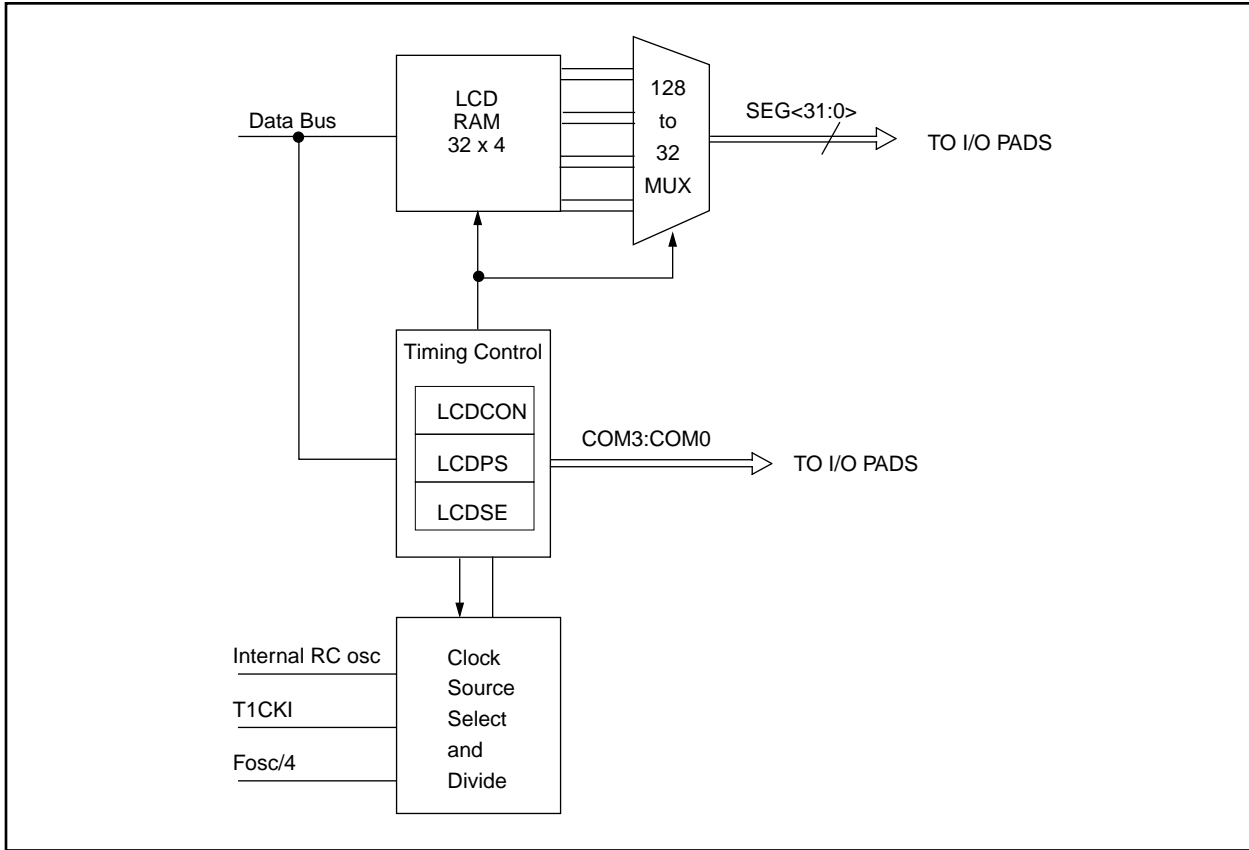 Data Bus
LCD
RAM
32 x 4
128
to
32
MUX
SEG<31:0>
TO I/O PADS
Timing Control
LCDCON
LCDPS
LCDSE
COM3:COM0
TO I/O PADS
Internal RC osc
T1CKI
Fosc/4
Clock
Source
Select
and
Divide